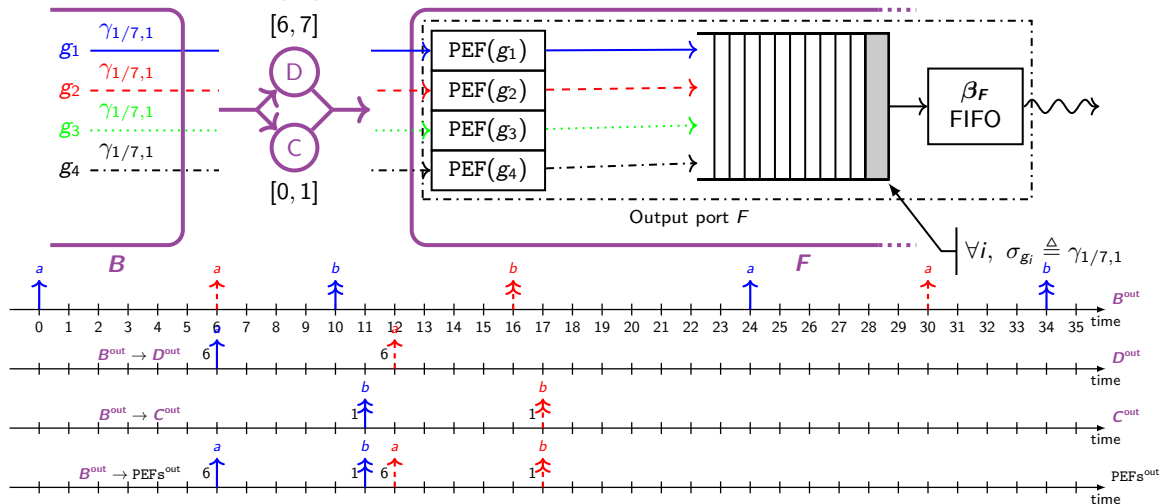 [6, 7]
g1 γ1/7,1
D
g2 γ1/7,1
g3 γ1/7,1
C
g4 γ1/7,1
[0, 1]
PEF(g1)
PEF(g2)
PEF(g3)
PEF(g4)
βF
FIFO
Output port F
∀i, σgi ≜ γ1/7,1
B
F
a a b b a a b
Bout
0 1 2 3 4 5 6 7 8 9 10 11 12 13 14 15 16 17 18 19 20 21 22 23 24 25 26 27 28 29 30 31 32 33 34 35
time
Bout → Dout 6 a 6 a
Dout
time
Bout → Cout 1 b 1 b
Cout
time
Bout → PEFsout 6 a 1 b 6 a 1 b
PEFsout
time